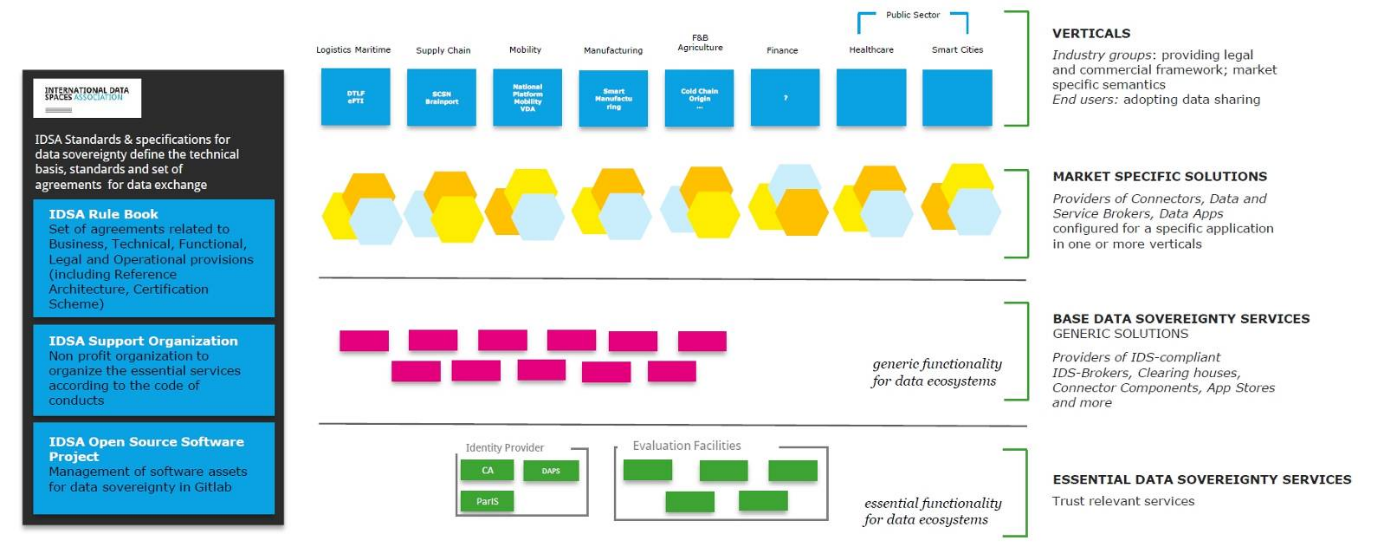 INTERNATIONAL DATA
SPACES ASSOCIATION
IDSA Standards & specifications for
data sovereignty define the technical
basis, standards and set of
agreements for data exchange
IDSA Rule Book
Set of agreements related to
Business, Technical, Functional,
Legal and Operational provisions
(including Reference
Architecture, Certification
Scheme)
IDSA Support Organization
Non profit organization to
organize the essential services
according to the code of
conducts
IDSA Open Source Software
Project
Management of software assets
for data sovereignty in Gitlab
Public Sector
Logistics Maritime
Supply Chain
Mobility
Manufacturing
F&B
Agriculture
Finance
Healthcare
Smart Cities
DTLF
eFTI
SCSN
Brainport
National
Platform
Mobility
VDA
Smart
Manufactu
ring
Cold Chain
Origin
...
?
VERTICALS
Industry groups: providing legal
and commercial framework; market
specific semantics
End users: adopting data sharing
MARKET SPECIFIC SOLUTIONS
Providers of Connectors, Data and
Service Brokers, Data Apps
configured for a specific application
in one or more verticals
generic functionality
for data ecosystems
BASE DATA SOVEREIGNTY SERVICES
GENERIC SOLUTIONS
Providers of IDS-compliant
IDS-Brokers, Clearing houses,
Connector Components, App Stores
and more
Identity Provider
CA
DAPS
ParIS
Evaluation Facilities
essential functionality
for data ecosystems
ESSENTIAL DATA SOVEREIGNTY SERVICES
Trust relevant services